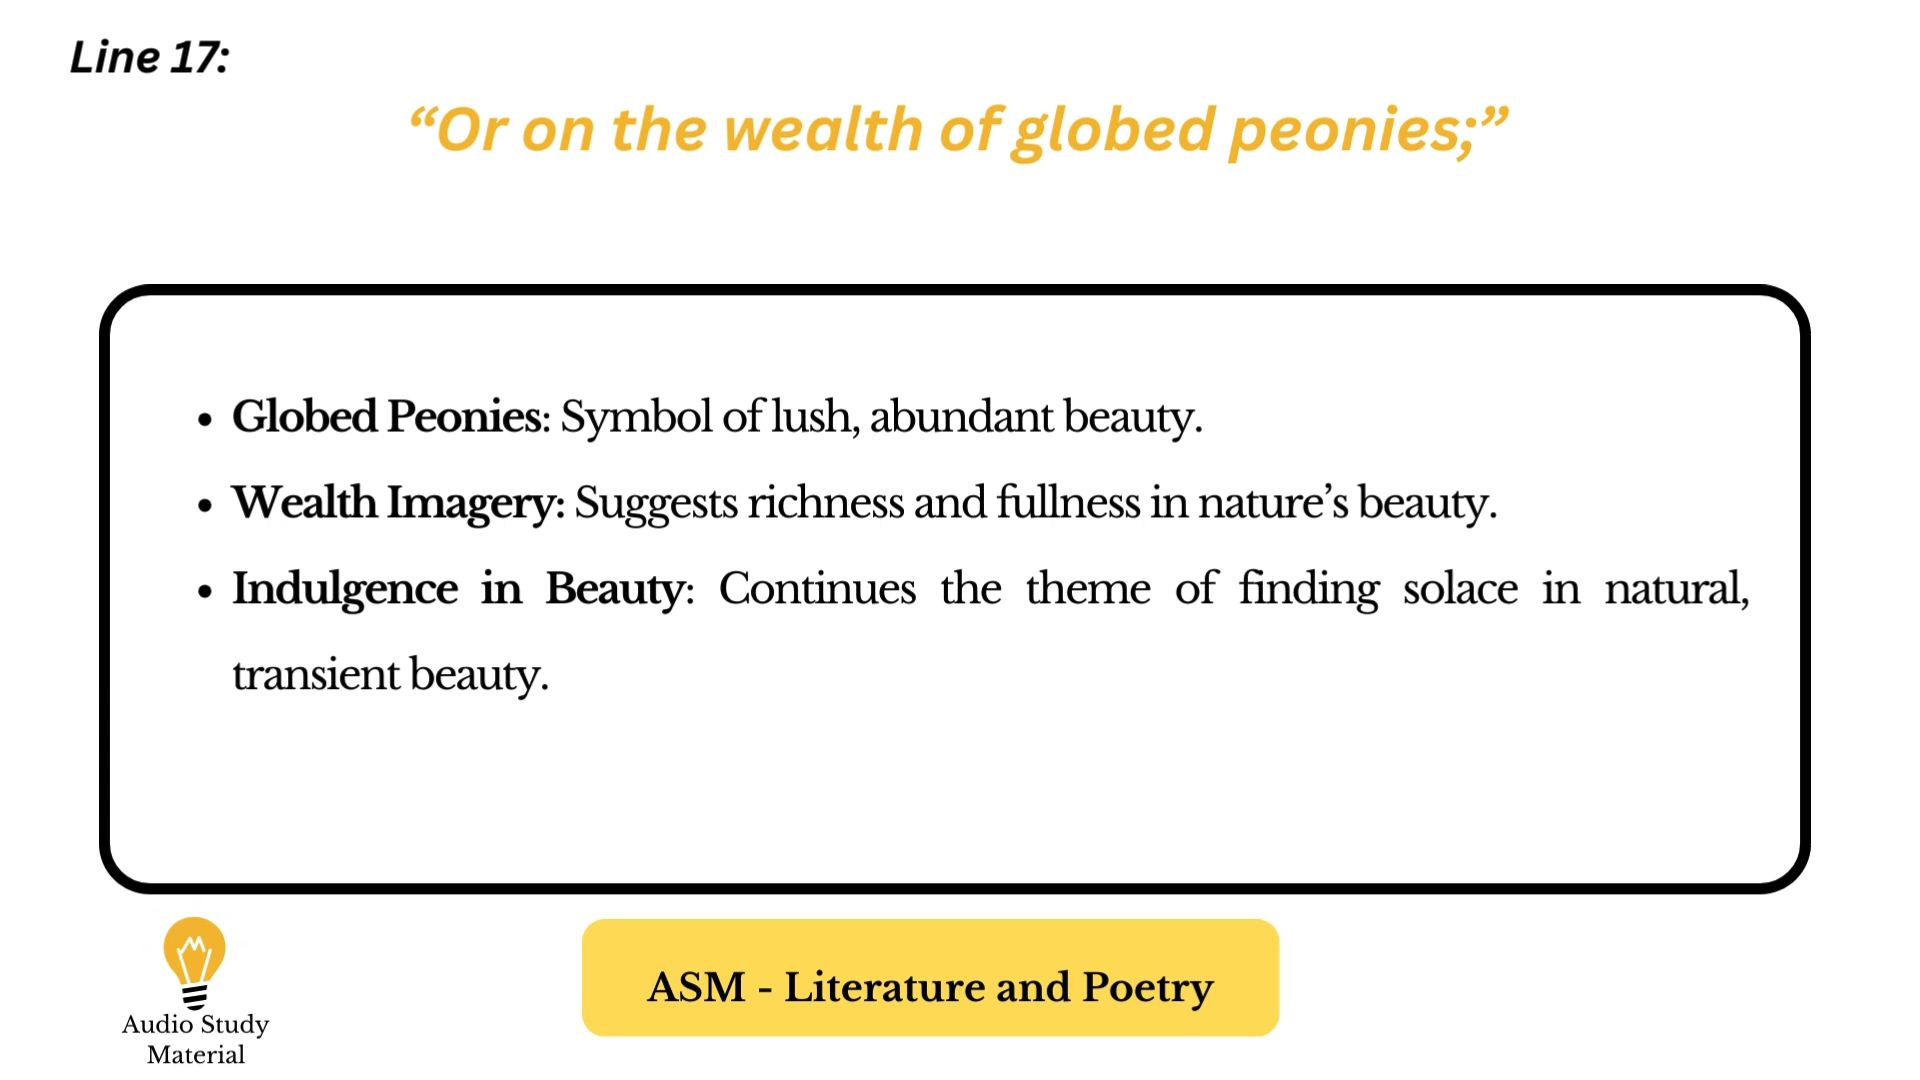 Line 17:
“Or on the wealth of globed peonies;”
• Globed Peonies: Symbol of lush, abundant beauty.
• Wealth Imagery: Suggests richness and fullness in nature’s beauty.
• Indulgence in Beauty: Continues the theme of finding solace in natural,
transient beauty.
Audio Study
Material
ASM - Literature and Poetry